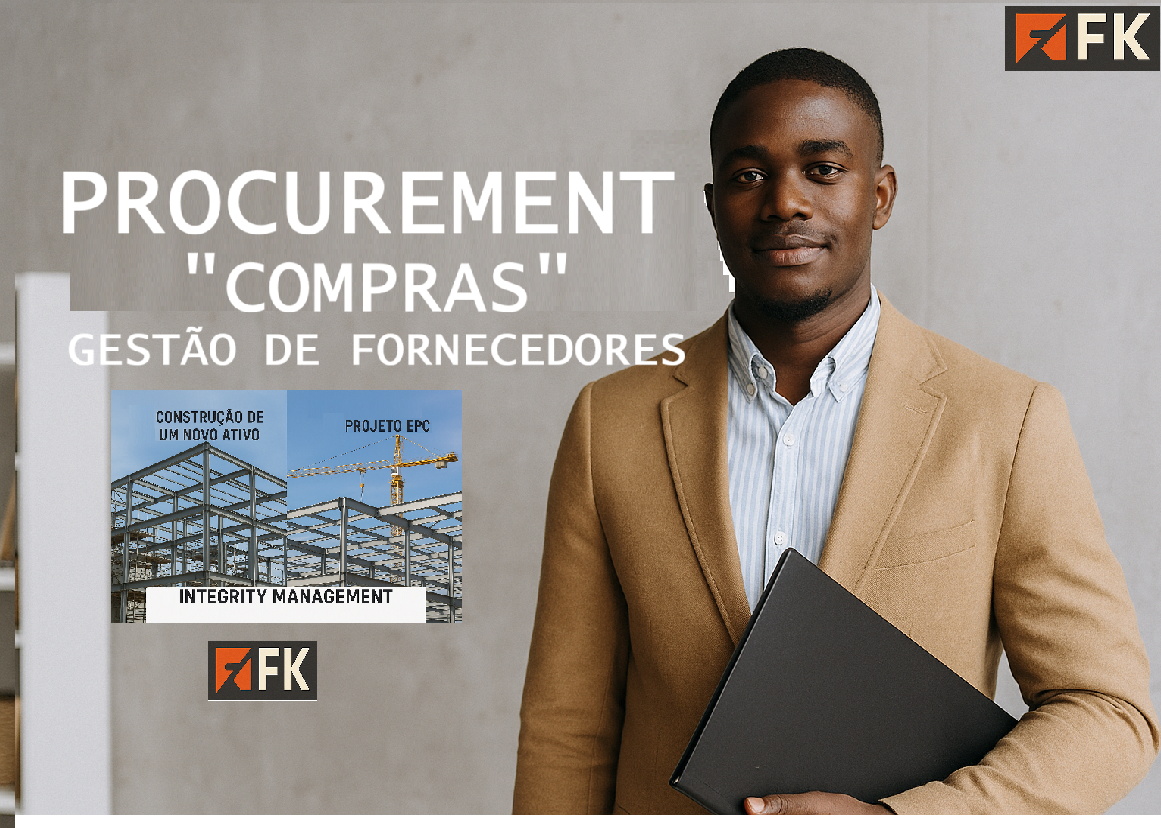 FK
PROCUREMENT
"COMPRAS"
GESTÃO DE FORNECEDORES
CONSTRUÇÃO DE
UM NOVO ATIVO
PROJETO EPC
INTEGRITY MANAGEMENT
FK